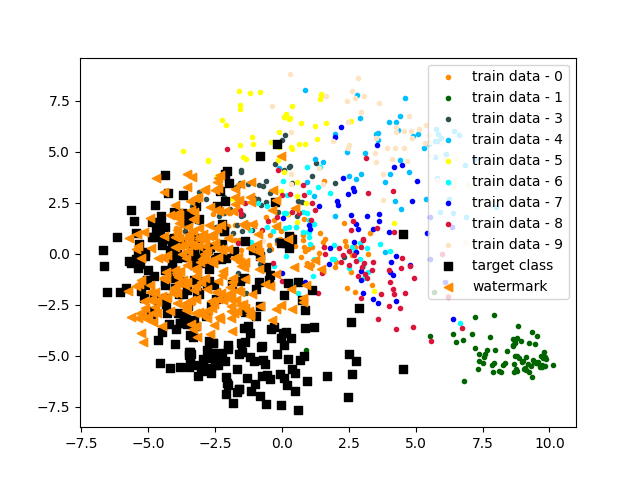 7.5
5.0
2.5
0.0
−2.5
−5.0
−7.5
−7.5
−5.0
−2.5
0.0
2.5
5.0
7.5
10.0
train data - 0
train data - 1
train data - 3
train data - 4
train data - 5
train data - 6
train data - 7
train data - 8
train data - 9
target class
watermark